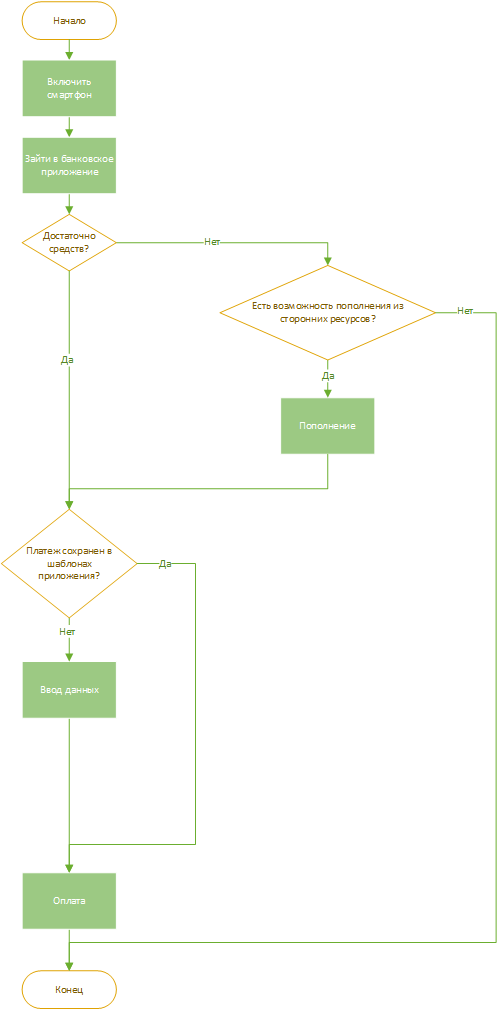 Начало
Включить
смартфон
Зайти в банковское
приложение
Достаточно
средств?
Нет
Есть возможность пополнения из
сторонних ресурсов?
Нет
Да
Да
Пополнение
Платеж сохранен в
шаблонах
приложения?
Да
Нет
Ввод данных
Оплата
Конец